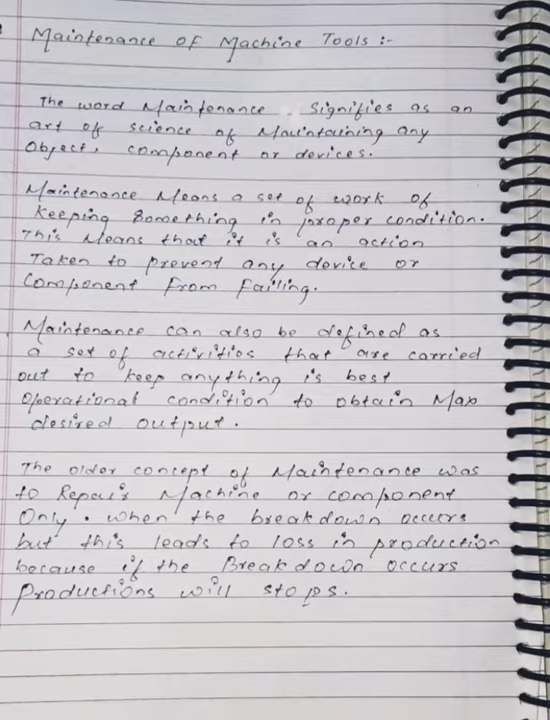 Maintenance of Machine Tools :-
The word Maintenance Signifies as an
art of science of Maintaining any
Object, component or devices.
Maintenance Means a set of work of
Keeping Something in proper condition.
This Means that it is an action
Taken to prevent any device or
Component from Failing.
Maintenance can also be defined as
a set of activities that are carried
out to keep anything is best
Operational condition to obtain Max
desired output.
The older concept of Maintenance was
to Repair Machine or component
Only. when the breakdown occurs
but this leads to loss in production
because if the Breakdown occurs
Productions will stops.